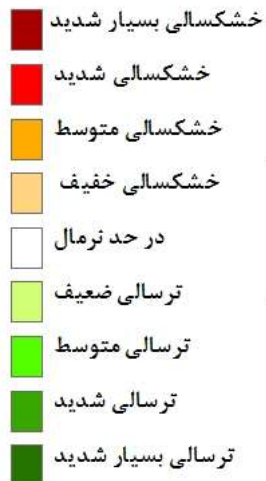 خشکسالی بسیار شدید
خشکسالی شدید
خشکسالی متوسط
خشکسالی خفیف
در حد نرمال
ترسالی ضعیف
ترسالی متوسط
ترسالی شدید
ترسالی بسیار شدید